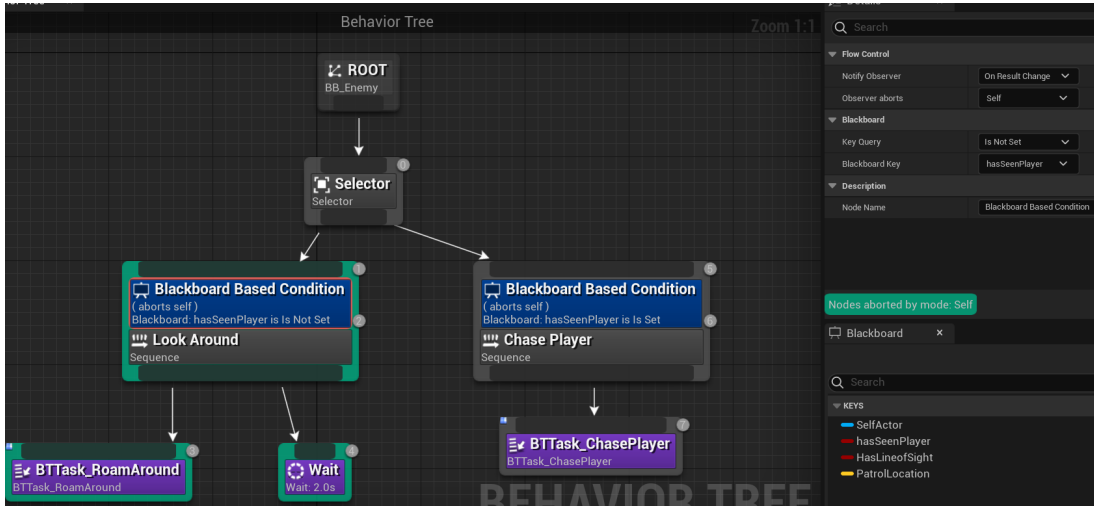 Behavior Tree
Zoom 1:1
ROOT
BB_Enemy
0
Selector
Selector
1
Blackboard Based Condition
( aborts self )
Blackboard: hasSeenPlayer is Is Not Set
2
Look Around
Sequence
5
Blackboard Based Condition
( aborts self )
Blackboard: hasSeenPlayer is Is Set
6
Chase Player
Sequence
3
BTTask_RoamAround
BTTask_RoamAround
4
Wait
Wait: 2.0s
7
BTTask_ChasePlayer
BTTask_ChasePlayer
BEHAVIOR TREE
Details
Search
Flow Control
Notify Observer
On Result Change
Observer aborts
Self
Blackboard
Key Query
Is Not Set
Blackboard Key
hasSeenPlayer
Description
Node Name
Blackboard Based Condition
Nodes aborted by mode: Self
Blackboard
Search
KEYS
SelfActor
hasSeenPlayer
HasLineofSight
PatrolLocation